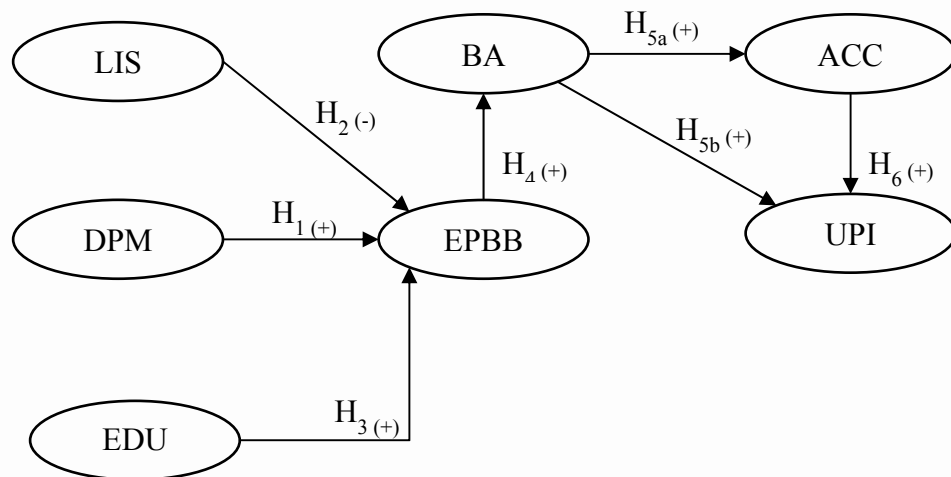 LIS
BA
H5a (+)
ACC
H2 (-)
H4 (+)
H5b (+)
H6 (+)
DPM
H1 (+)
EPBB
UPI
EDU
H3 (+)